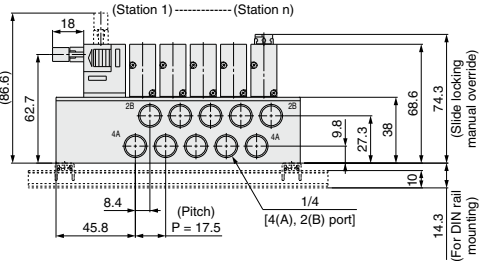 (Station 1) ---------- (Station n)
18
(86.6)
62.7
2B
2B
4A
4A
9.8
27.3
38
68.6
74.3
(Slide locking
manual override)
10
14.3
(For DIN rail
mounting)
8.4
(Pitch)
45.8
P = 17.5
1/4
[4(A), 2(B) port]